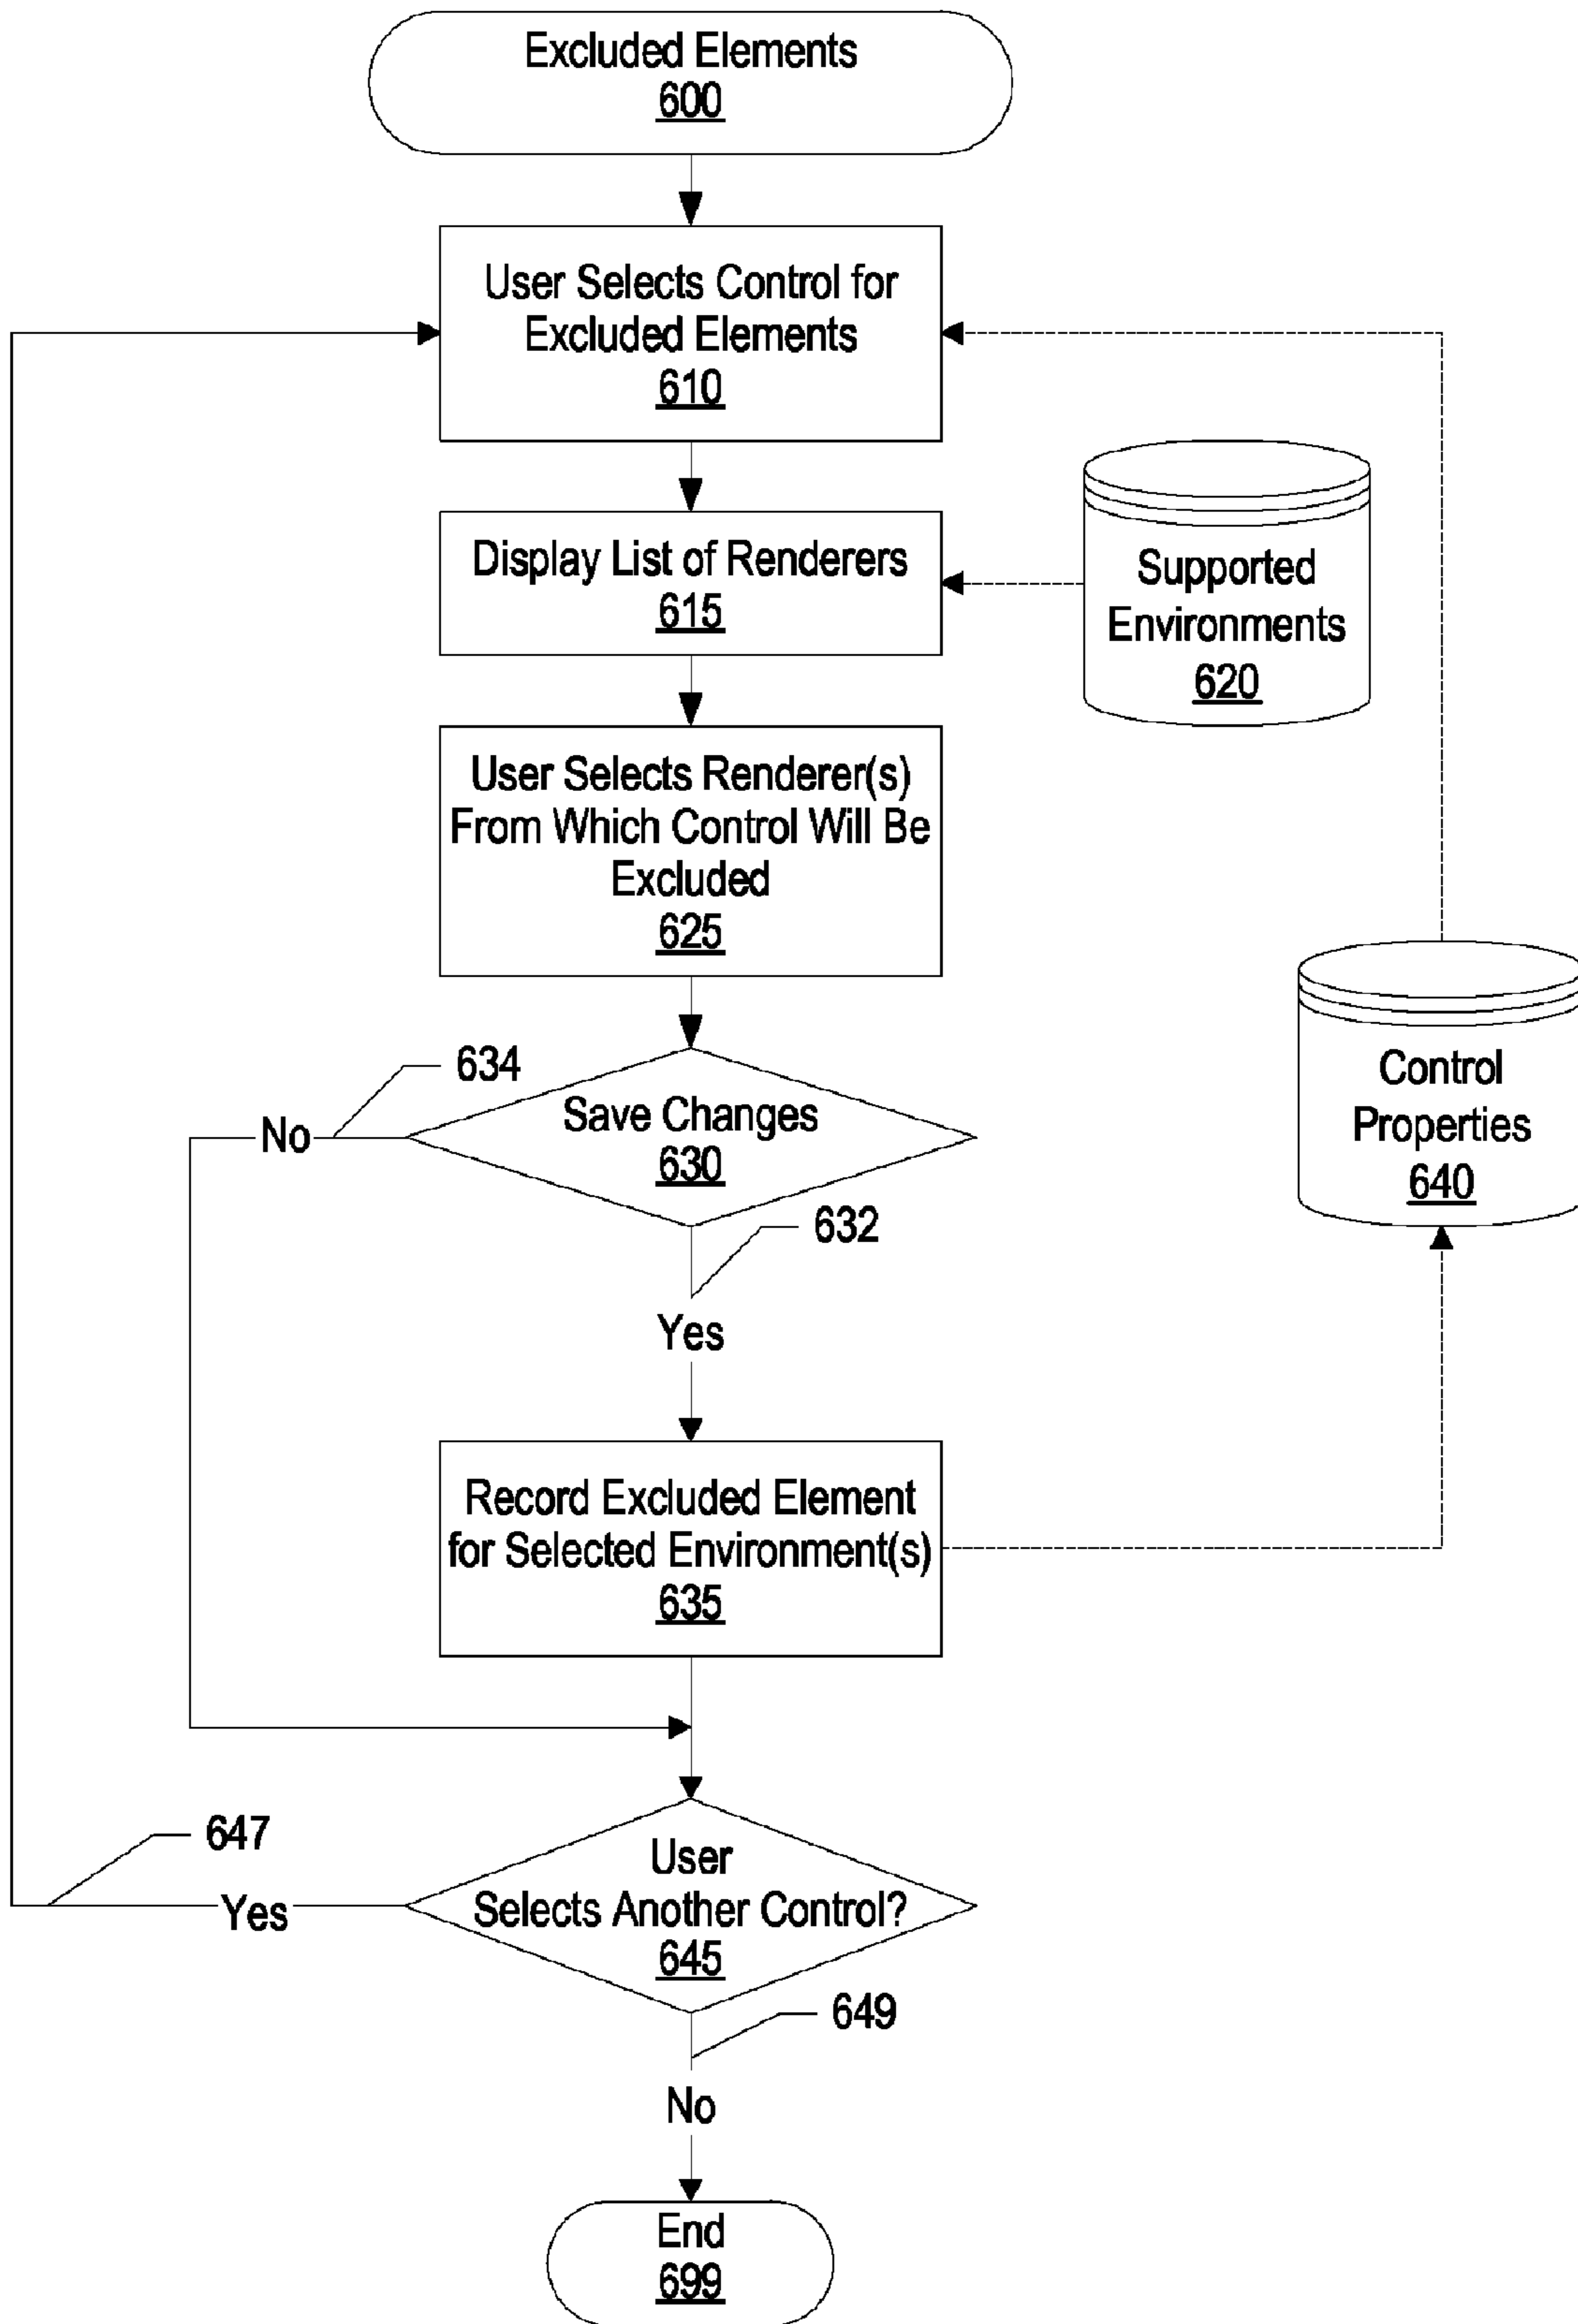 Excluded Elements
600
User Selects Control for
Excluded Elements
610
Display List of Renderers
615
Supported
Environments
620
User Selects Renderer(s)
From Which Control Will Be
Excluded
625
634
No
Save Changes
630
Control
Properties
640
632
Yes
Record Excluded Element
for Selected Environment(s)
635
647
Yes
User
Selects Another Control?
645
649
No
End
699